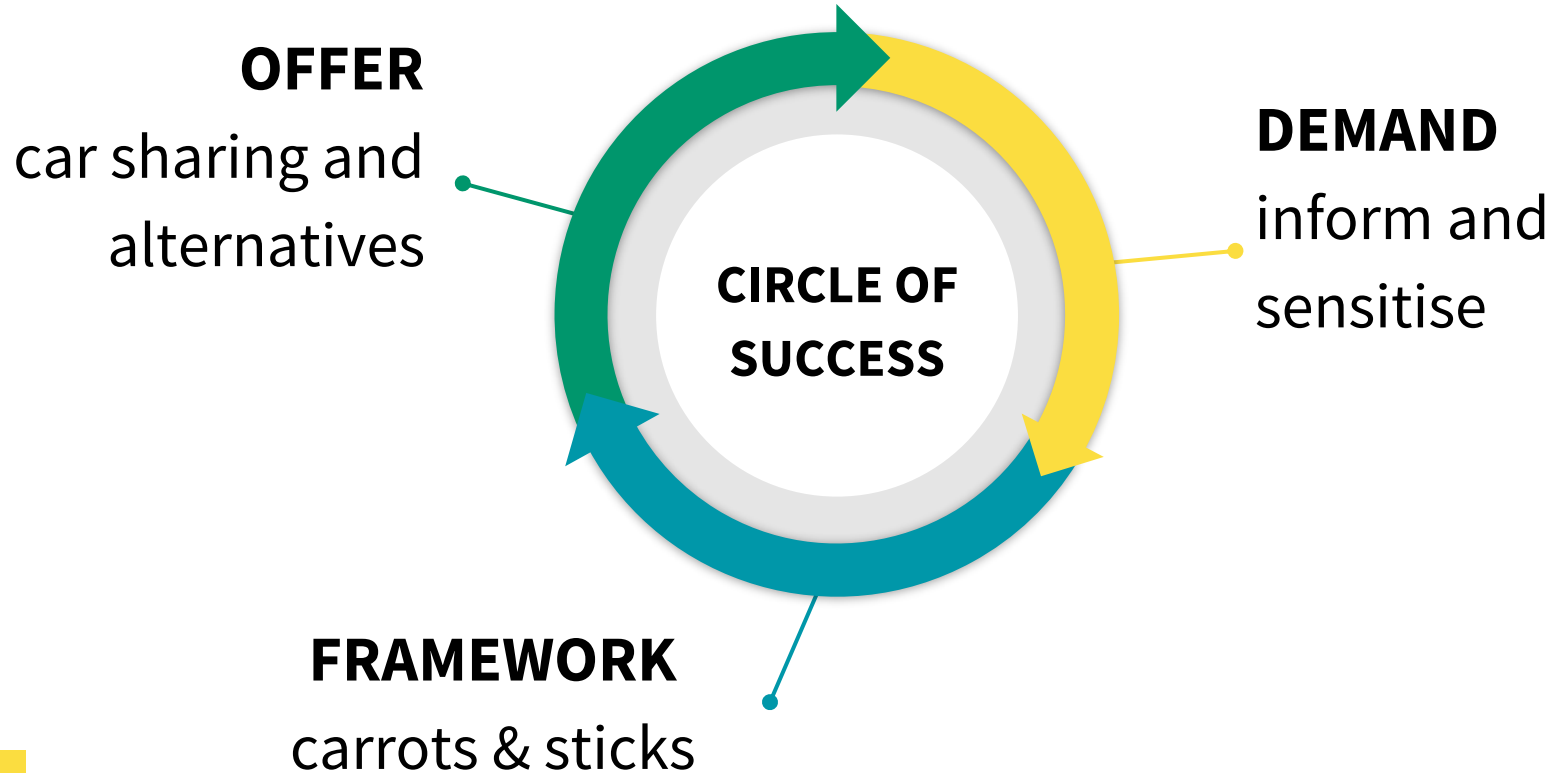 OFFER
car sharing and
alternatives
DEMAND
inform and
sensitise
CIRCLE OF
SUCCESS
FRAMEWORK
carrots & sticks